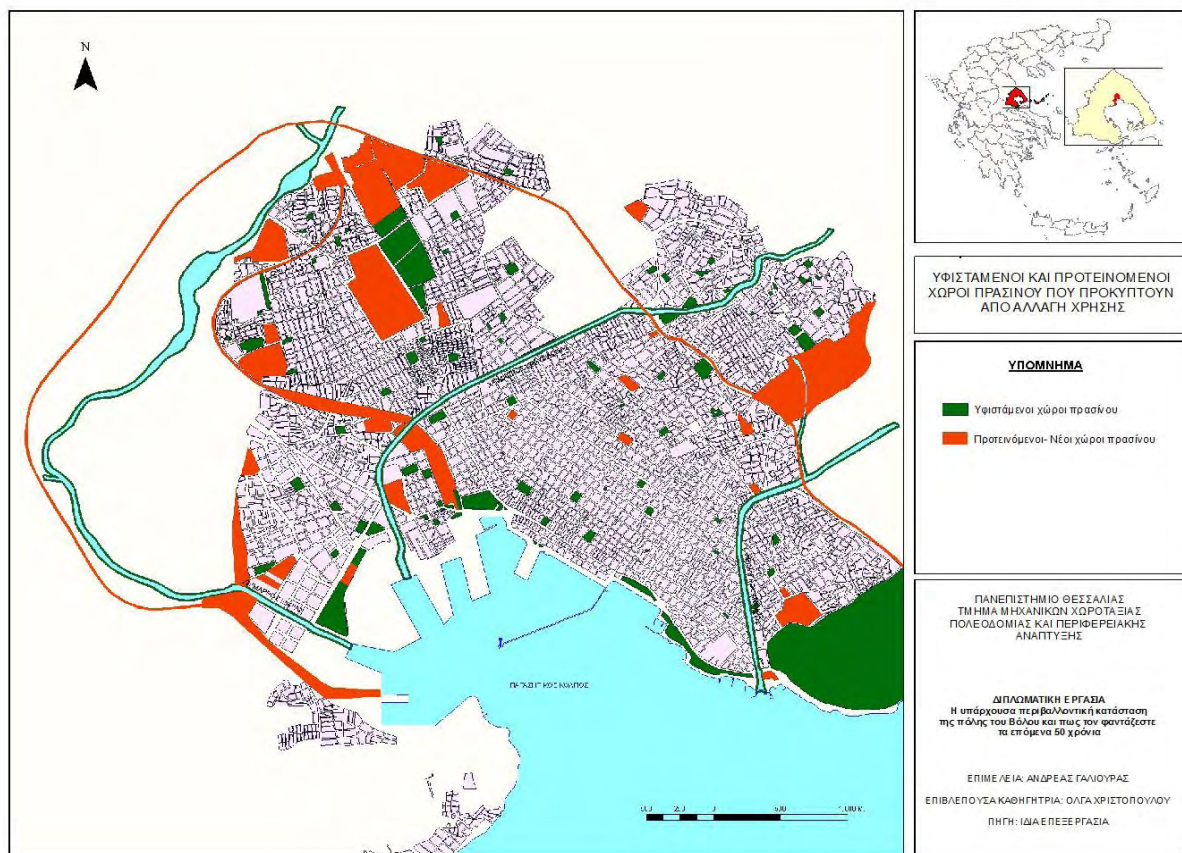 N
ΠΑΓΑΣΗΤΙΚΟΣ ΚΟΛΠΟΣ
ΥΦΙΣΤΑΜΕΝΟΙ ΚΑΙ ΠΡΟΤΕΙΝΟΜΕΝΟΙ
ΧΩΡΟΙ ΠΡΑΣΙΝΟΥ ΠΟΥ ΠΡΟΚΥΠΤΟΥΝ
ΑΠΟ ΑΛΛΑΓΗ ΧΡΗΣΗΣ
ΥΠΟΜΝΗΜΑ
Υφιστάμενοι χώροι πρασίνου
Προτεινόμενοι- Νέοι χώροι πρασίνου
ΠΑΝΕΠΙΣΤΗΜΙΟ ΘΕΣΣΑΛΙΑΣ
ΤΜΗΜΑ ΜΗΧΑΝΙΚΩΝ ΧΩΡΟΤΑΞΙΑΣ
ΠΟΛΕΟΔΟΜΙΑΣ ΚΑΙ ΠΕΡΙΦΕΡΕΙΑΚΗΣ
ΑΝΑΠΤΥΞΗΣ
ΔΙΠΛΩΜΑΤΙΚΗ ΕΡΓΑΣΙΑ
Η υπάρχουσα περιβαλλοντική κατάσταση
της πόλης του Βόλου και πως τον φαντάζεστε
τα επόμενα 50 χρόνια
ΕΠΙΜΕΛΕΙΑ: ΑΝΔΡΕΑΣ ΓΑΛΙΟΥΡΑΣ
ΕΠΙΒΛΕΠΟΥΣΑ ΚΑΘΗΓΗΤΡΙΑ: ΟΛΓΑ ΧΡΙΣΤΟΠΟΥΛΟΥ
ΠΗΓΗ: ΙΔΙΑ ΕΠΕΞΕΡΓΑΣΙΑ